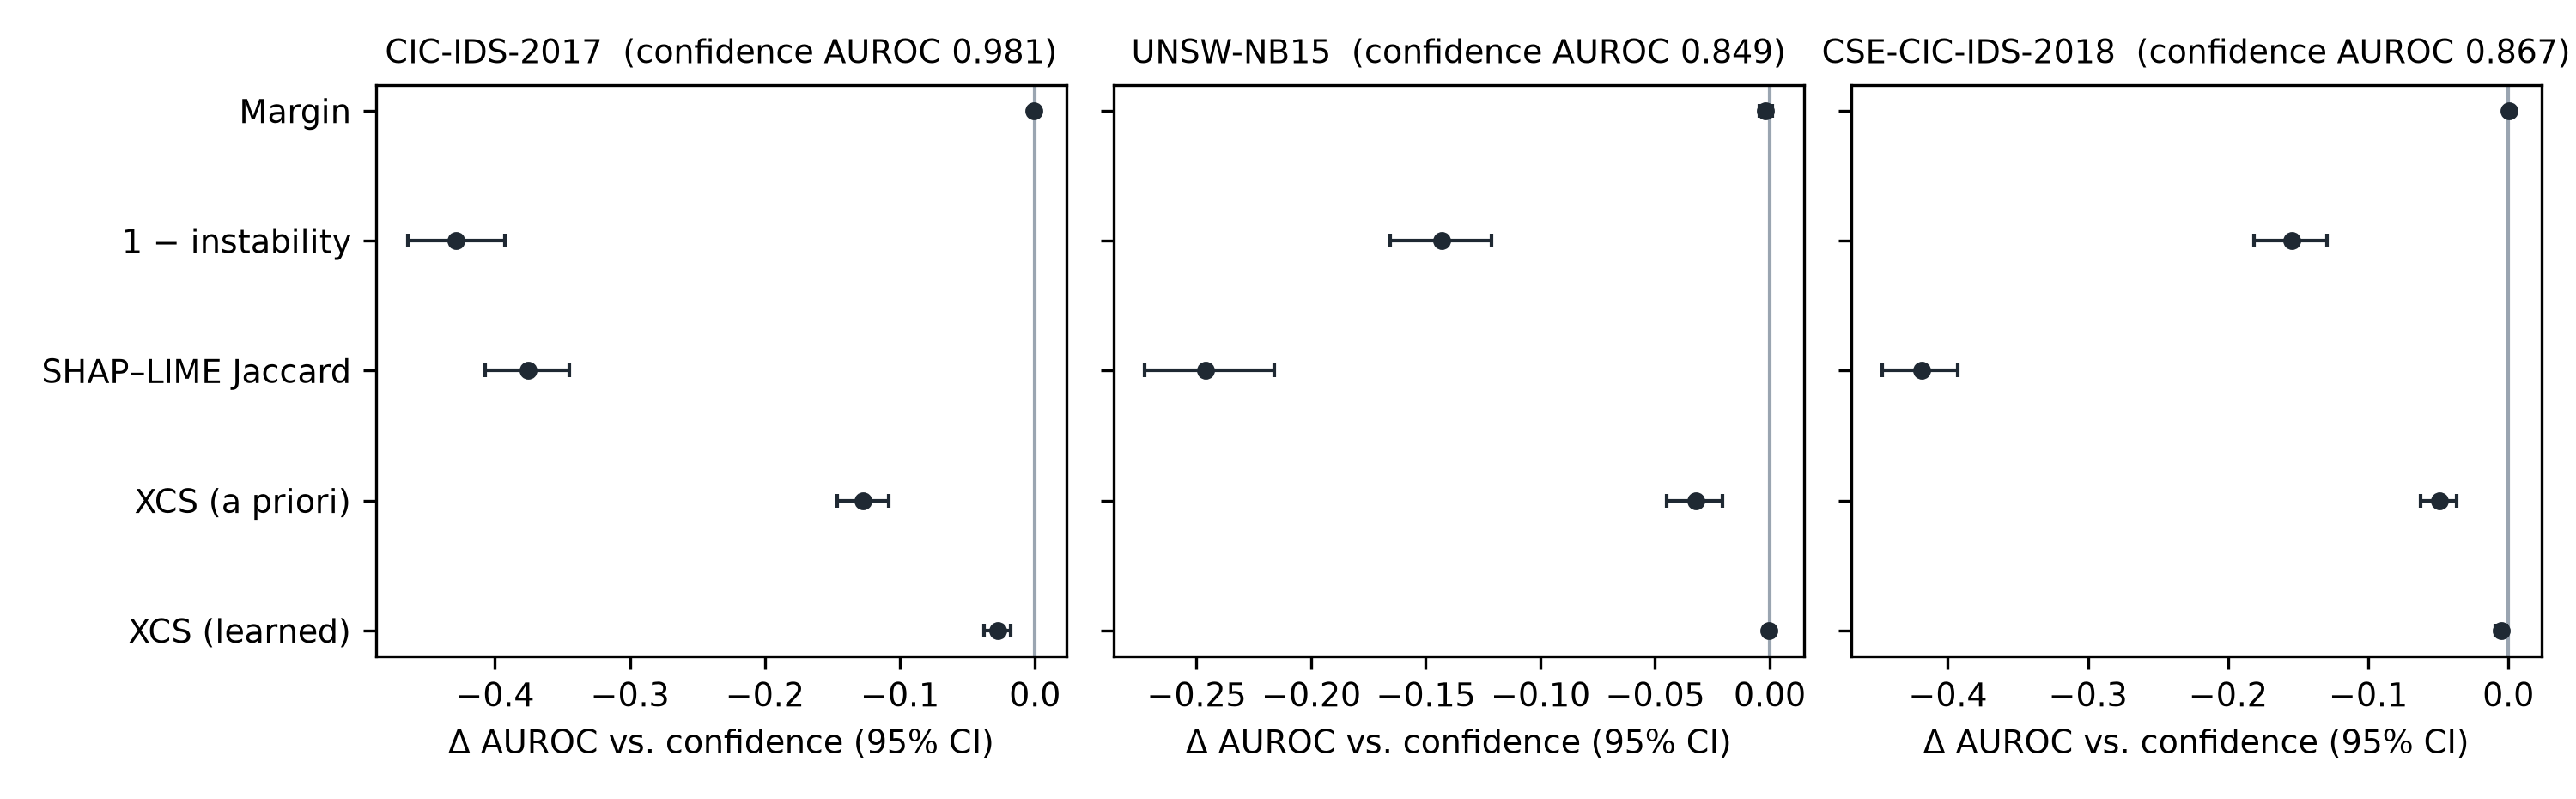 CIC-IDS-2017 (confidence AUROC 0.981)
UNSW-NB15 (confidence AUROC 0.849)
CSE-CIC-IDS-2018 (confidence AUROC 0.867)
Margin
1 − instability
SHAP–LIME Jaccard
XCS (a priori)
XCS (learned)
−0.4 −0.3 −0.2 −0.1 0.0
−0.25 −0.20 −0.15 −0.10 −0.05 0.00
−0.4 −0.3 −0.2 −0.1 0.0
Δ AUROC vs. confidence (95% CI)
Δ AUROC vs. confidence (95% CI)
Δ AUROC vs. confidence (95% CI)